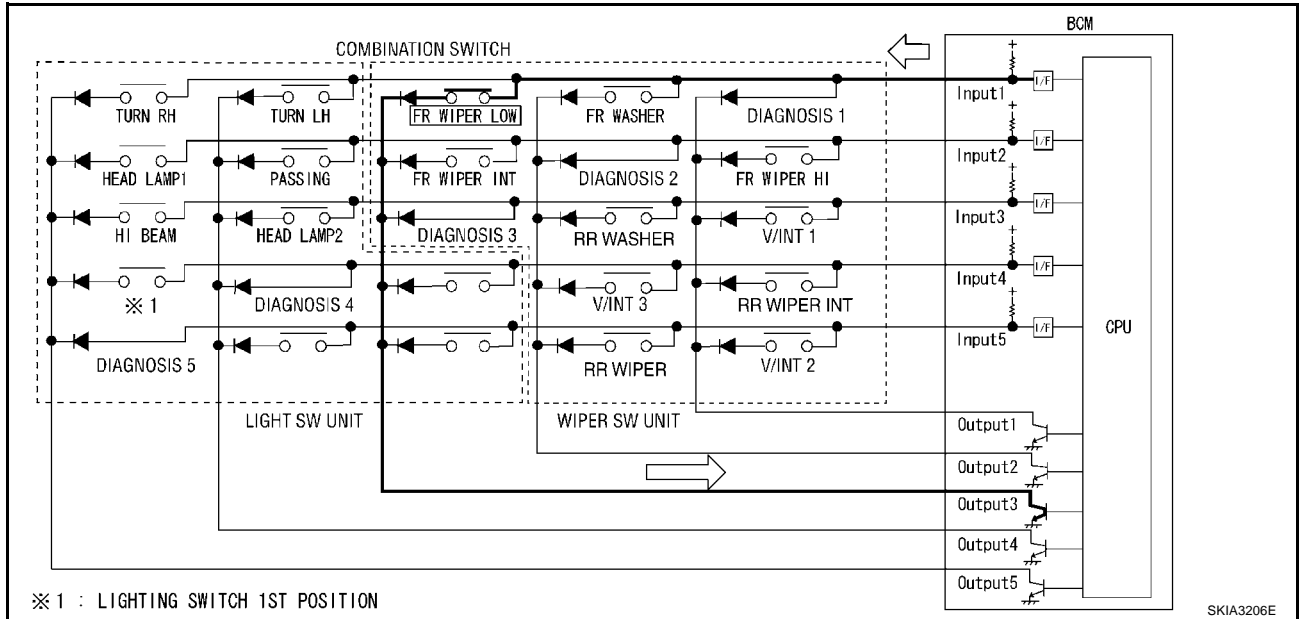 BCM
COMBINATION SWITCH
+
I/F
Input1
TURN RH
TURN LH
FR WIPER LOW
FR WASHER
DIAGNOSIS 1
+
I/F
Input2
HEAD LAMP1
PASSING
FR WIPER INT
DIAGNOSIS 2
FR WIPER HI
+
I/F
Input3
HI BEAM
HEAD LAMP2
DIAGNOSIS 3
RR WASHER
V/INT 1
+
I/F
Input4
※ 1
DIAGNOSIS 4
V/INT 3
RR WIPER INT
+
I/F
Input5
CPU
DIAGNOSIS 5
RR WIPER
V/INT 2
LIGHT SW UNIT
WIPER SW UNIT
Output1
Output2
Output3
Output4
Output5
※ 1 : LIGHTING SWITCH 1ST POSITION
SKIA3206E